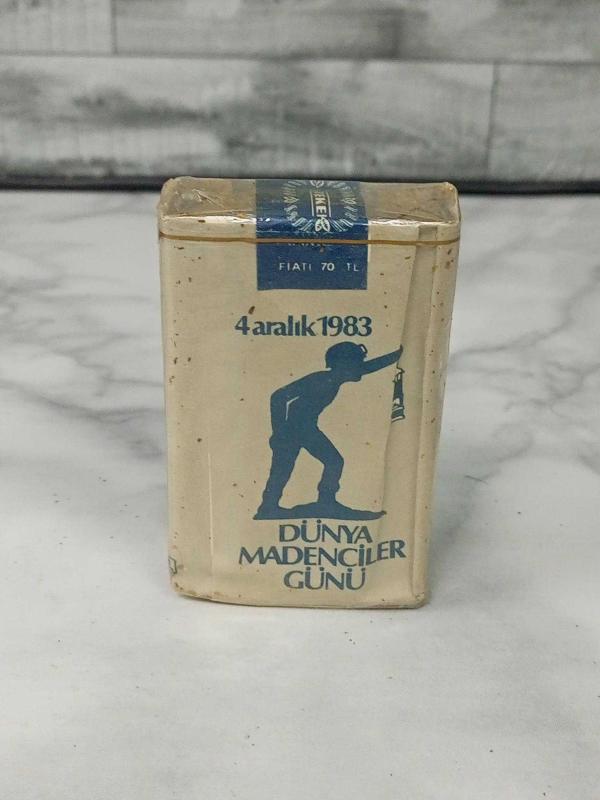 FIATI 70 TL
4 aralık 1983
DÜNYA
MADENCİLER
GÜNÜ